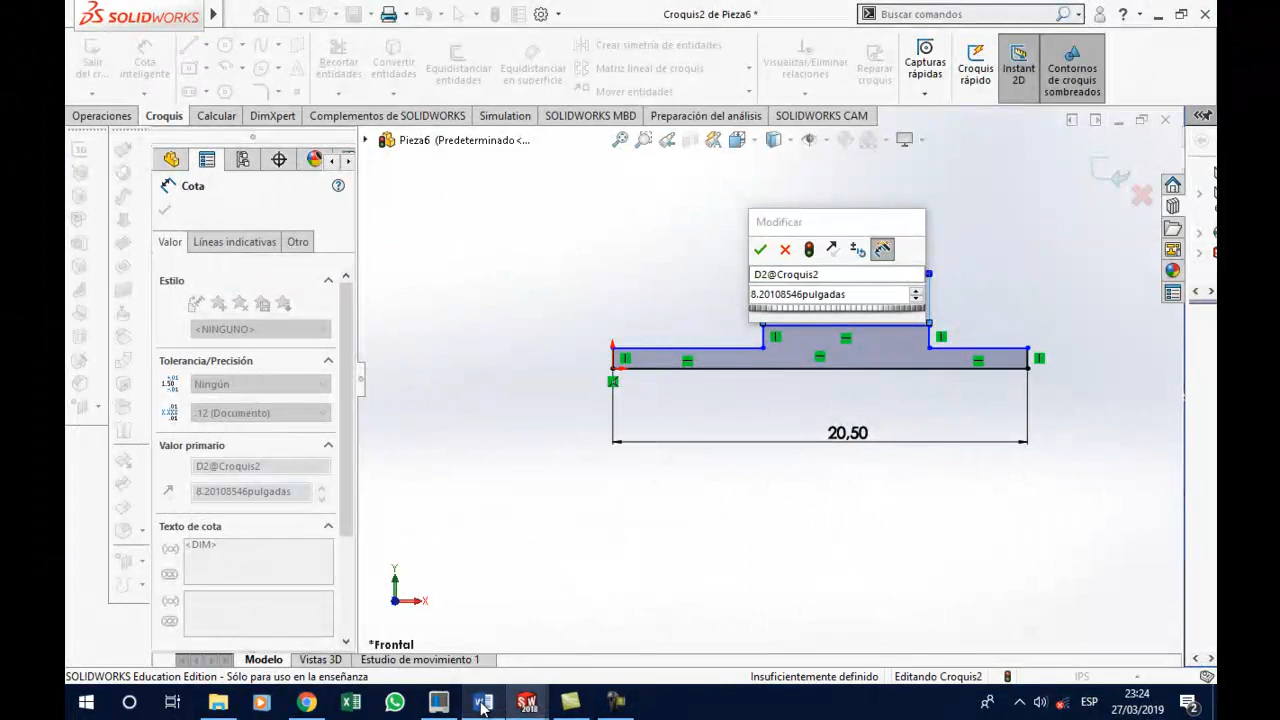 SOLIDWORKS
Croquis2 de Pieza6 *
Buscar comandos
Salir del cr...
Cota inteligente
Recortar entidades
Convertir entidades
Equidistanciar entidades
Equidistanciar en superficie
Crear simetría de entidades
Matriz lineal de croquis
Mover entidades
Visualizar/Eliminar relaciones
Reparar croquis
Capturas rápidas
Croquis rápido
Instant 2D
Contornos de croquis sombreados
Operaciones
Croquis
Calcular
DimXpert
Complementos de SOLIDWORKS
Simulation
SOLIDWORKS MBD
Preparación del análisis
SOLIDWORKS CAM
Pieza6 (Predeterminado<...
Cota
Valor
Líneas indicativas
Otro
Estilo
<NINGUNO>
Tolerancia/Precisión
Ningún
.12 (Documento)
Valor primario
D2@Croquis2
8.20108546pulgadas
Texto de cota
<DIM>
Modificar
D2@Croquis2
8.20108546pulgadas
20,50
Y
X
*Frontal
Modelo
Vistas 3D
Estudio de movimiento 1
SOLIDWORKS Education Edition - Sólo para uso en la enseñanza
Insuficientemente definido
Editando Croquis2
IPS
ESP
23:24
27/03/2019